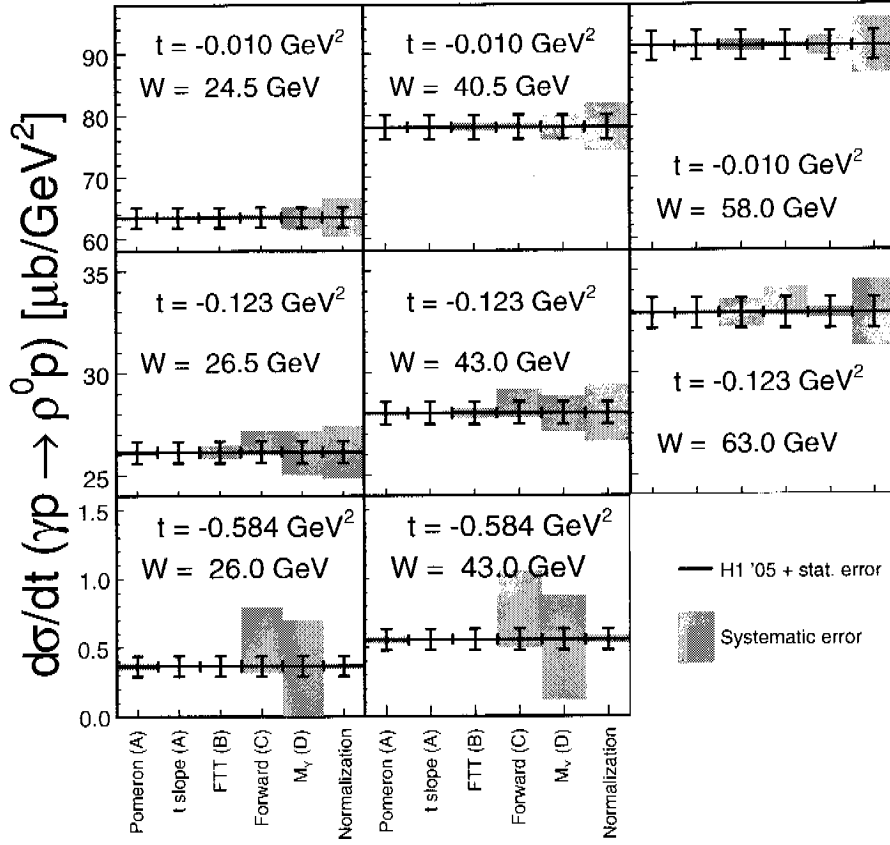 dσ/dt (γp → ρ⁰p) [μb/GeV²]
90
80
70
60
t = -0.010 GeV²
W = 24.5 GeV
t = -0.010 GeV²
W = 40.5 GeV
t = -0.010 GeV²
W = 58.0 GeV
35
30
25
t = -0.123 GeV²
W = 26.5 GeV
t = -0.123 GeV²
W = 43.0 GeV
t = -0.123 GeV²
W = 63.0 GeV
1.5
1.0
0.5
0.0
t = -0.584 GeV²
W = 26.0 GeV
t = -0.584 GeV²
W = 43.0 GeV
H1 '05 + stat. error
Systematic error
Pomeron (A)
t slope (A)
FTT (B)
Forward (C)
M_Y (D)
Normalization
Pomeron (A)
t slope (A)
FTT (B)
Forward (C)
M_Y (D)
Normalization